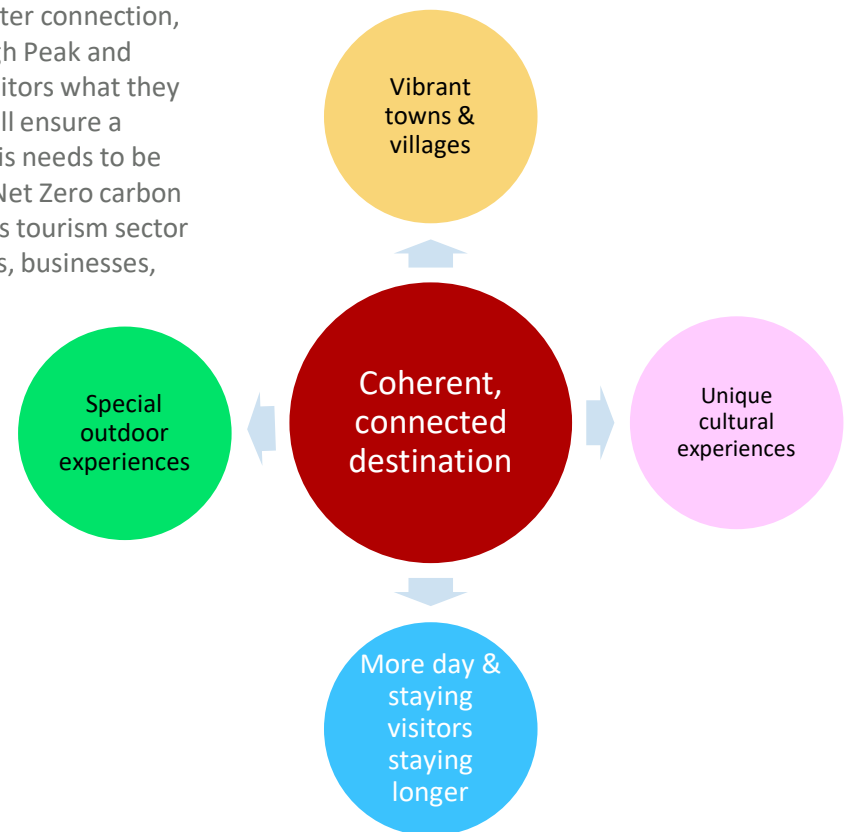 ter connection,
gh Peak and
itors what they
ll ensure a
is needs to be
Net Zero carbon
s tourism sector
s, businesses,
Vibrant
towns &
villages
Special
outdoor
experiences
Coherent,
connected
destination
Unique
cultural
experiences
More day &
staying
visitors
staying
longer